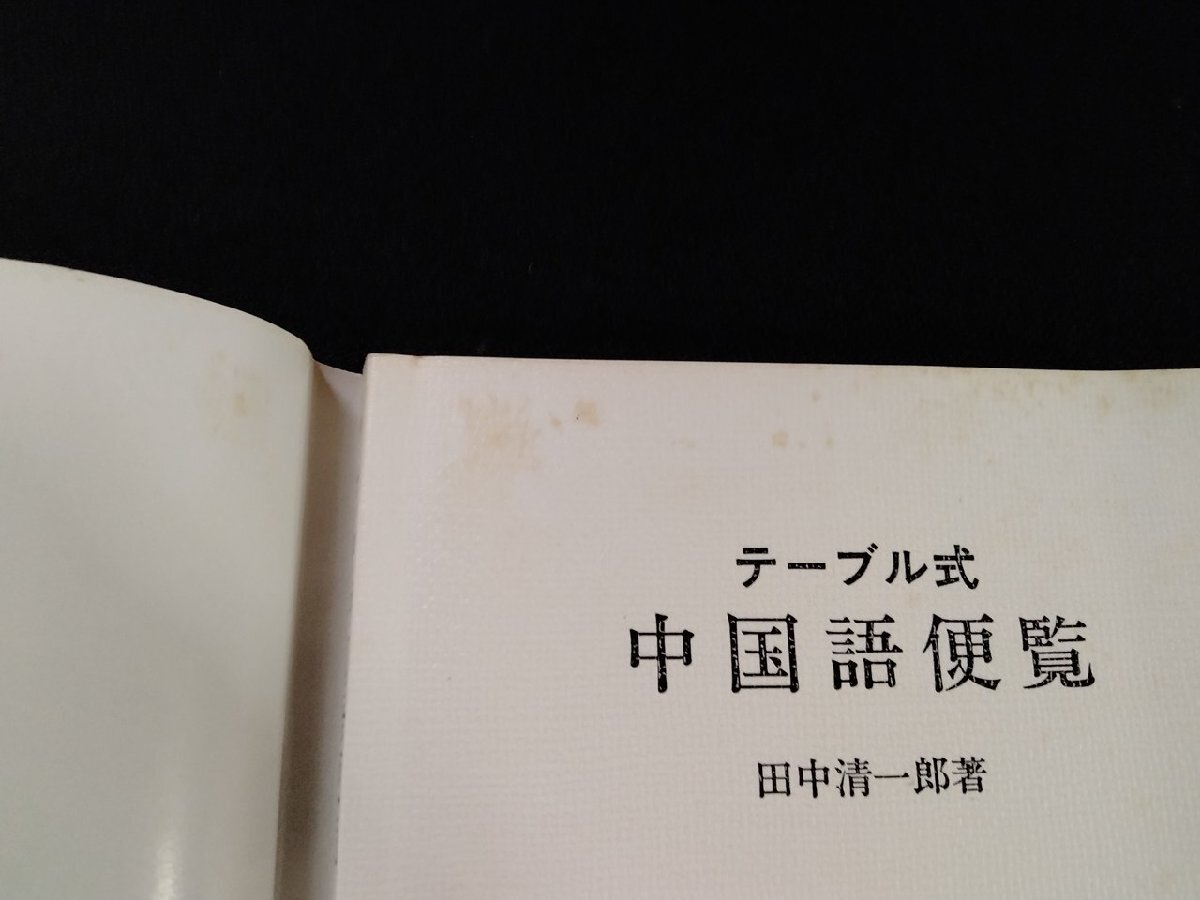 テーブル式
中国語便覧
田中清一郎著